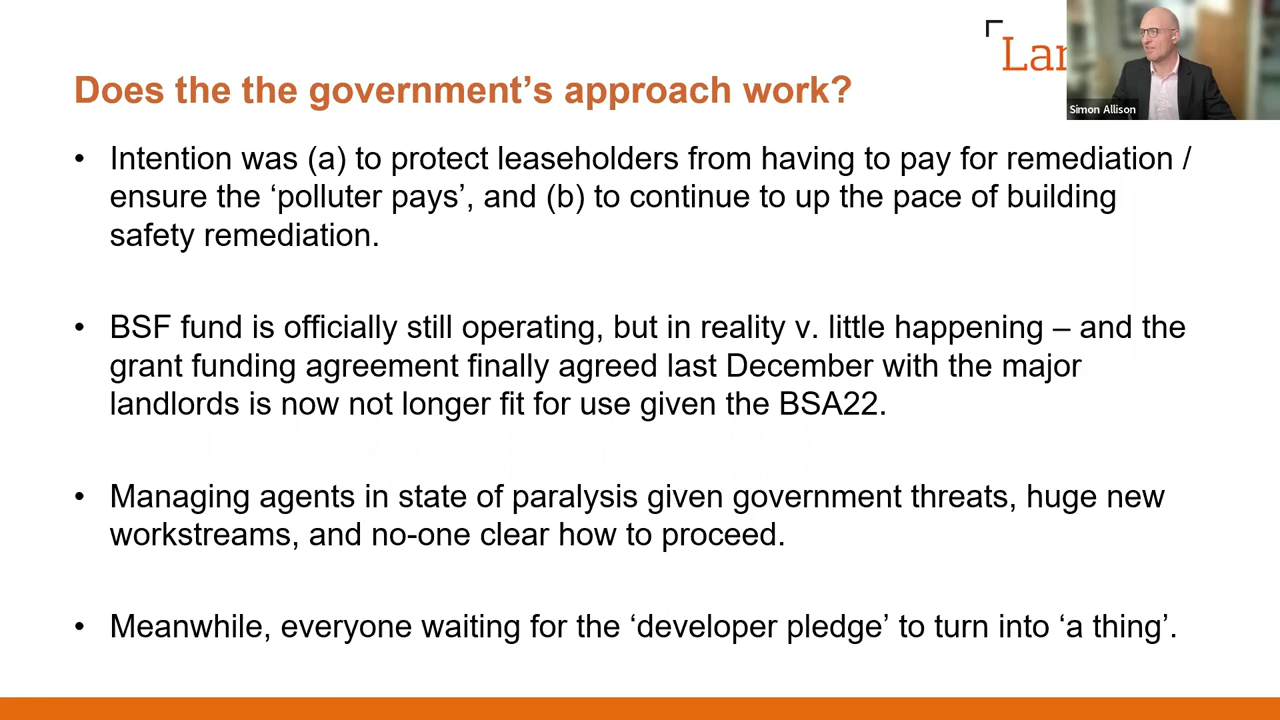 Lan
Simon Allison
Does the the government’s approach work?
• Intention was (a) to protect leaseholders from having to pay for remediation /
ensure the ‘polluter pays’, and (b) to continue to up the pace of building
safety remediation.
• BSF fund is officially still operating, but in reality v. little happening – and the
grant funding agreement finally agreed last December with the major
landlords is now not longer fit for use given the BSA22.
• Managing agents in state of paralysis given government threats, huge new
workstreams, and no-one clear how to proceed.
• Meanwhile, everyone waiting for the ‘developer pledge’ to turn into ‘a thing’.